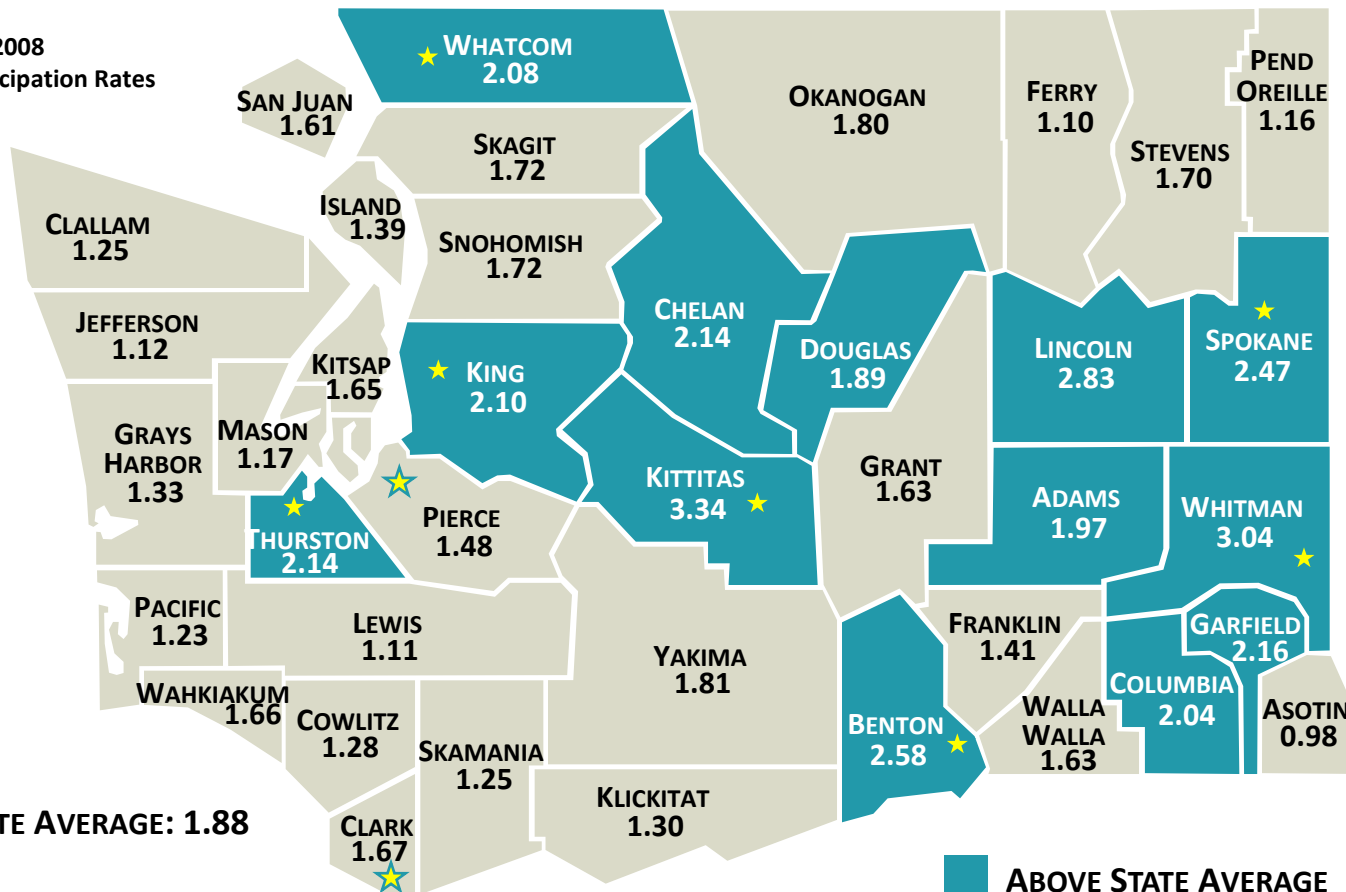 2008
cipation Rates
WHATCOM
2.08
SAN JUAN
1.61
SKAGIT
1.72
OKANOGAN
1.80
FERRY
1.10
PEND
OREILLE
1.16
STEVENS
1.70
CLALLAM
1.25
ISLAND
1.39
SNOHOMISH
1.72
JEFFERSON
1.12
KITSAP
1.65
KING
2.10
CHELAN
2.14
DOUGLAS
1.89
LINCOLN
2.83
SPOKANE
2.47
GRAYS
HARBOR
1.33
MASON
1.17
THURSTON
2.14
PIERCE
1.48
KITTITAS
3.34
GRANT
1.63
ADAMS
1.97
WHITMAN
3.04
PACIFIC
1.23
LEWIS
1.11
YAKIMA
1.81
FRANKLIN
1.41
GARFIELD
2.16
WAHKIAKUM
1.66
COWLITZ
1.28
SKAMANIA
1.25
BENTON
2.58
WALLA
WALLA
1.63
COLUMBIA
2.04
ASOTIN
0.98
KLICKITAT
1.30
CLARK
1.67
TE AVERAGE: 1.88
ABOVE STATE AVERAGE